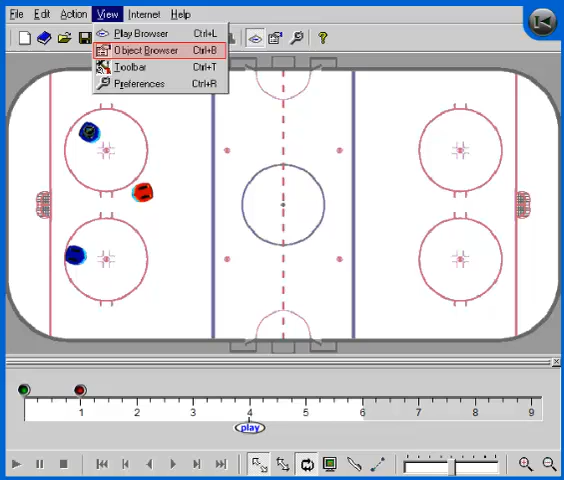 File Edit Action View Internet Help
Play Browser Ctrl+L
Object Browser Ctrl+B
Toolbar Ctrl+T
Preferences Ctrl+R
1 2 3 4 5 6 7 8 9
play